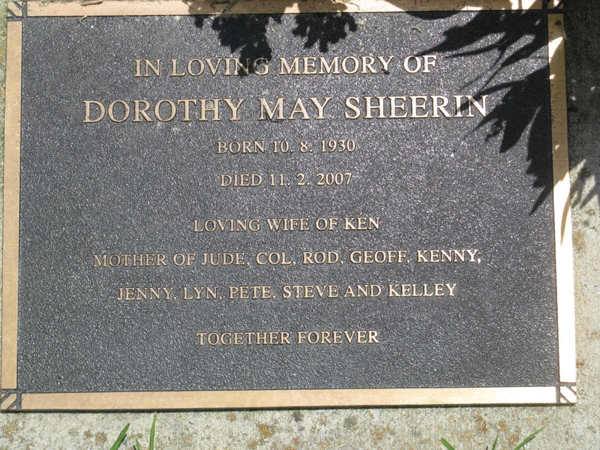 IN LOVING MEMORY OF
DOROTHY MAY SHEERIN
BORN 10. 8. 1930
DIED 11. 2. 2007
LOVING WIFE OF KEN
MOTHER OF JUDE, COL, ROD, GEOFF, KENNY,
JENNY, LYN, PETE, STEVE AND KELLEY
TOGETHER FOREVER